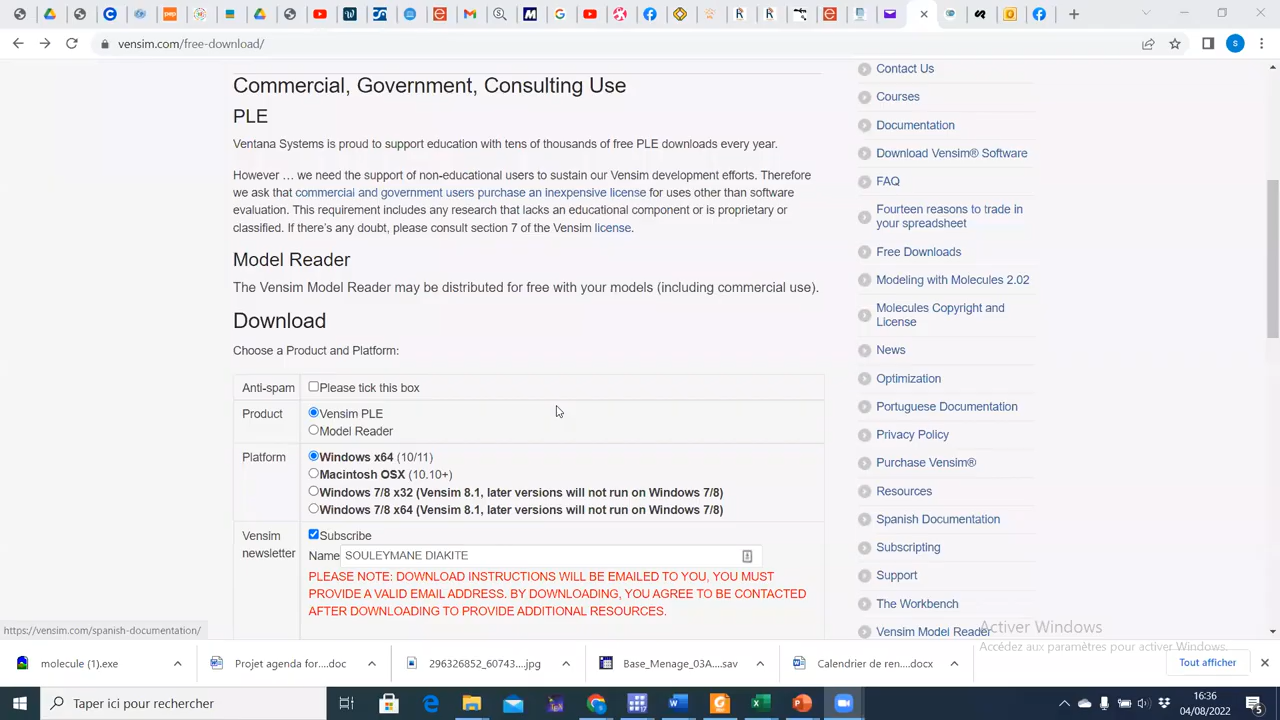 vensim.com/free-download/
Commercial, Government, Consulting Use
PLE
Ventana Systems is proud to support education with tens of thousands of free PLE downloads every year.
However … we need the support of non-educational users to sustain our Vensim development efforts. Therefore
we ask that commercial and government users purchase an inexpensive license for uses other than software
evaluation. This requirement includes any research that lacks an educational component or is proprietary or
classified. If there's any doubt, please consult section 7 of the Vensim license.
Model Reader
The Vensim Model Reader may be distributed for free with your models (including commercial use).
Download
Choose a Product and Platform:
Anti-spam Please tick this box
Product Vensim PLE
Model Reader
Platform Windows x64 (10/11)
Macintosh OSX (10.10+)
Windows 7/8 x32 (Vensim 8.1, later versions will not run on Windows 7/8)
Windows 7/8 x64 (Vensim 8.1, later versions will not run on Windows 7/8)
Vensim Subscribe
newsletter Name SOULEYMANE DIAKITE
PLEASE NOTE: DOWNLOAD INSTRUCTIONS WILL BE EMAILED TO YOU, YOU MUST
PROVIDE A VALID EMAIL ADDRESS. BY DOWNLOADING, YOU AGREE TO BE CONTACTED
AFTER DOWNLOADING TO PROVIDE ADDITIONAL RESOURCES.
Contact Us
Courses
Documentation
Download Vensim® Software
FAQ
Fourteen reasons to trade in
your spreadsheet
Free Downloads
Modeling with Molecules 2.02
Molecules Copyright and
License
News
Optimization
Portuguese Documentation
Privacy Policy
Purchase Vensim®
Resources
Spanish Documentation
Subscribing
Support
The Workbench
Vensim Model Reader
Activer Windows
Accédez aux paramètres pour activer Windows.
https://vensim.com/spanish-documentation/
molecule (1).exe
Projet agenda for....doc
296326852_60743....jpg
Base_Menage_03A....sav
Calendrier de ren....docx
Tout afficher
Taper ici pour rechercher
16:36
04/08/2022
5